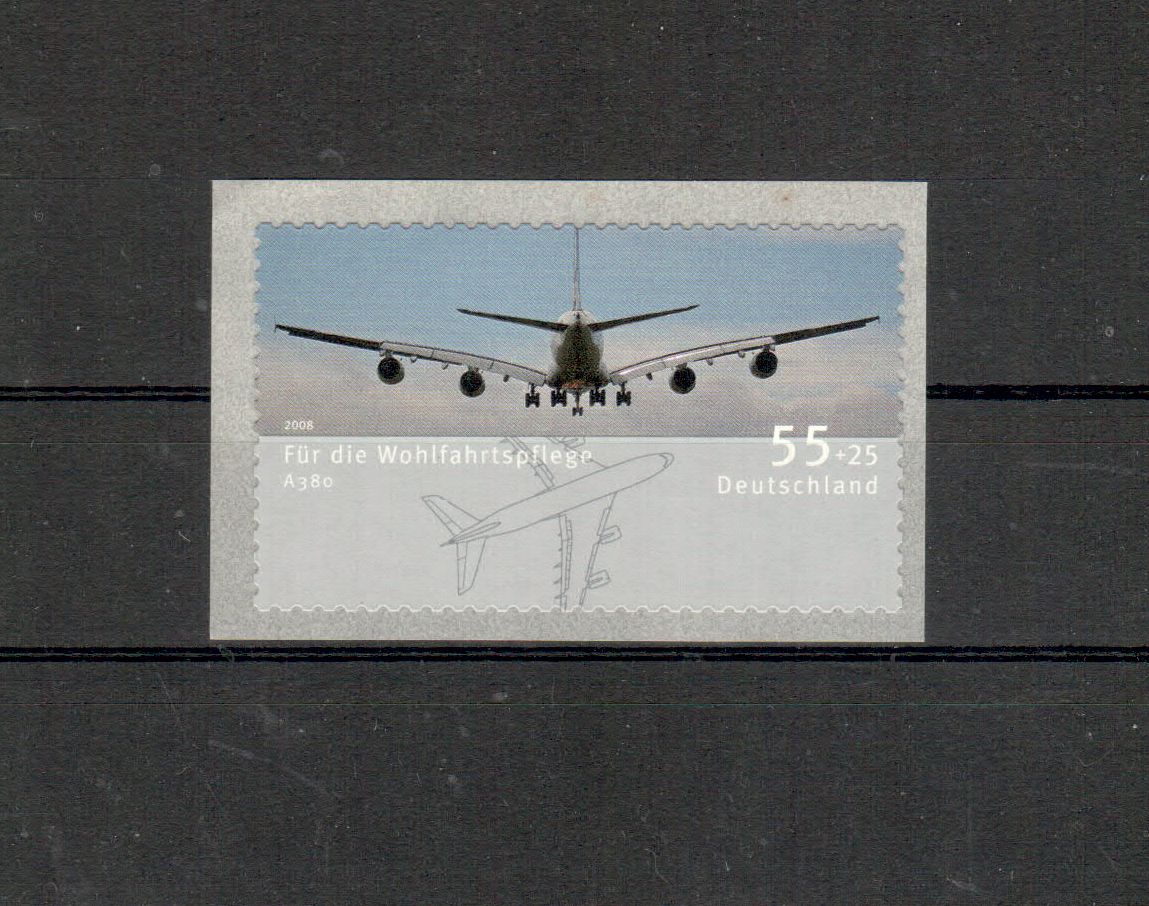 2008
Für die Wohlfahrtspflege
A380
55+25
Deutschland